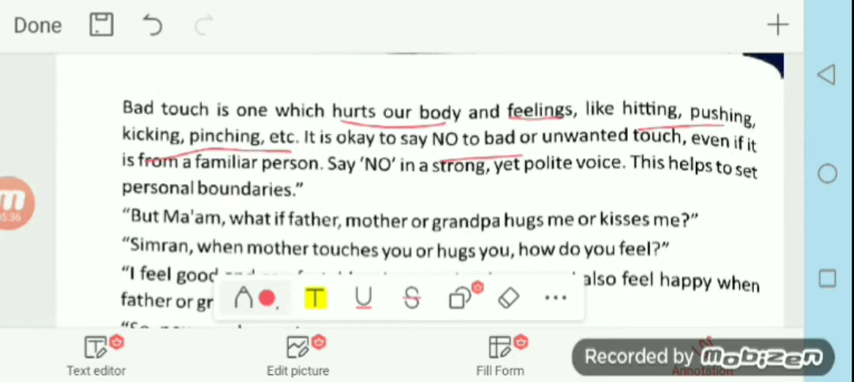 Done
Bad touch is one which hurts our body and feelings, like hitting, pushing,
kicking, pinching, etc. It is okay to say NO to bad or unwanted touch, even if it
is from a familiar person. Say ‘NO’ in a strong, yet polite voice. This helps to set
personal boundaries.”
“But Ma'am, what if father, mother or grandpa hugs me or kisses me?”
“Simran, when mother touches you or hugs you, how do you feel?”
“I feel good also feel happy when
father or
Text editor
Edit picture
Fill Form
Annotation
Recorded by Mobizen